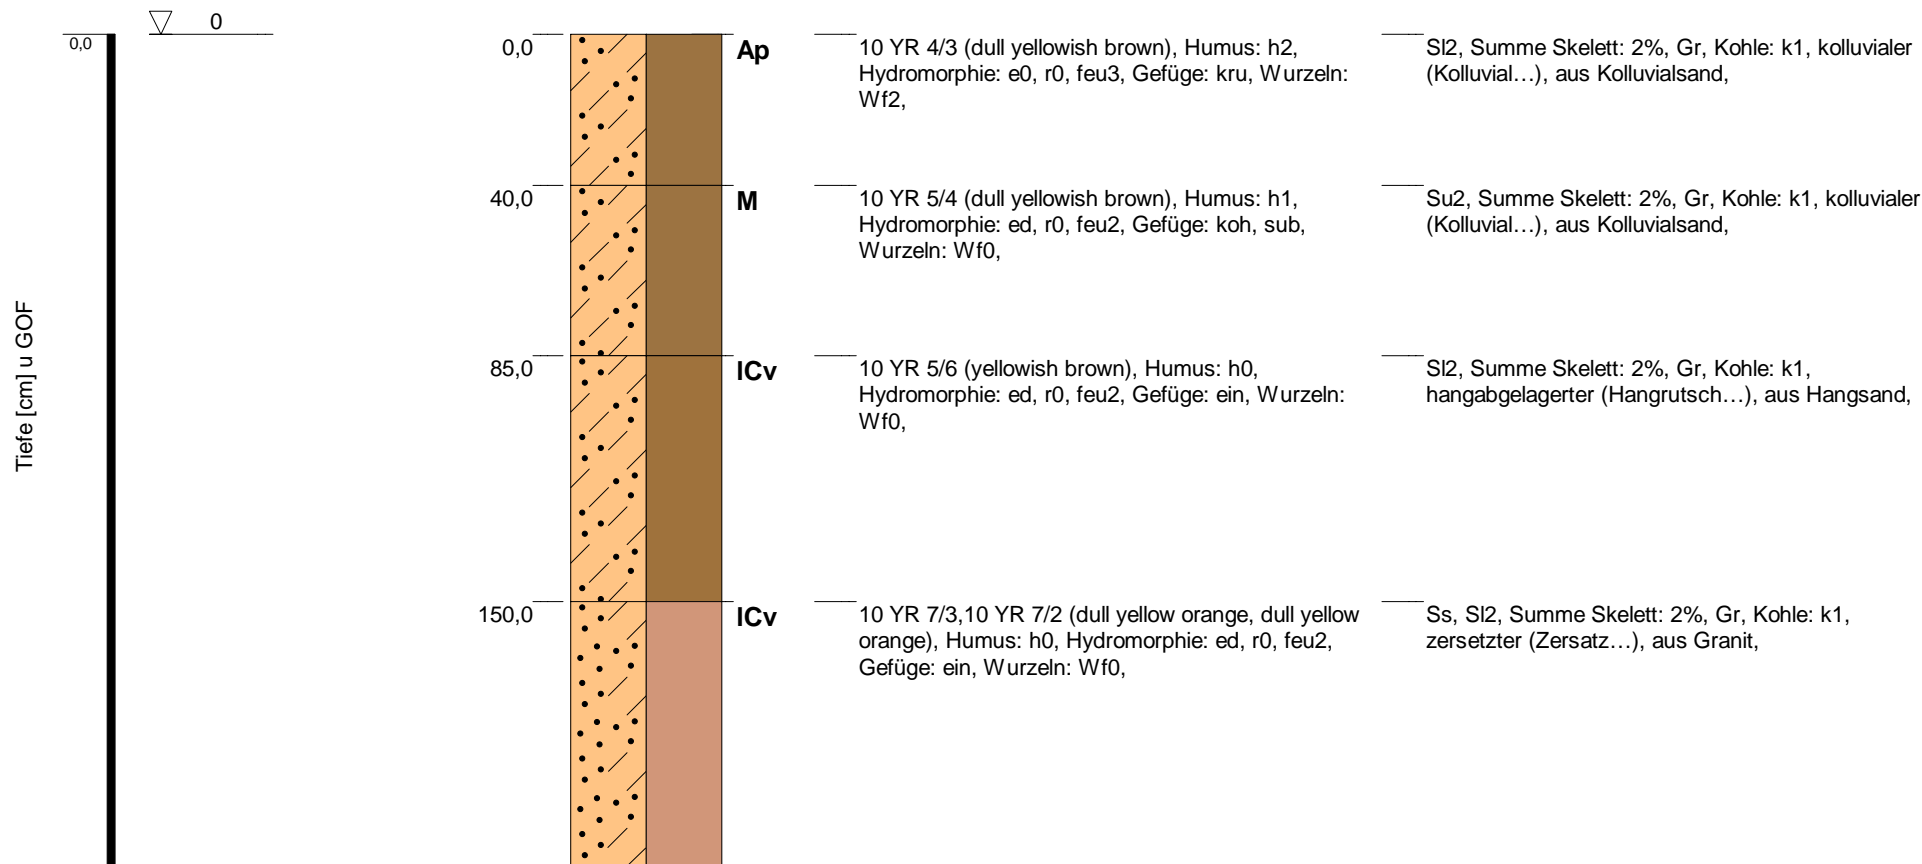 0
0,0
Tiefe [cm] u GOF
0,0
Ap
10 YR 4/3 (dull yellowish brown), Humus: h2,
Hydromorphie: e0, r0, feu3, Gefüge: kru, Wurzeln:
Wf2,
Sl2, Summe Skelett: 2%, Gr, Kohle: k1, kolluvialer
(Kolluvial…), aus Kolluvialsand,
40,0
M
10 YR 5/4 (dull yellowish brown), Humus: h1,
Hydromorphie: ed, r0, feu2, Gefüge: koh, sub,
Wurzeln: Wf0,
Su2, Summe Skelett: 2%, Gr, Kohle: k1, kolluvialer
(Kolluvial…), aus Kolluvialsand,
85,0
ICv
10 YR 5/6 (yellowish brown), Humus: h0,
Hydromorphie: ed, r0, feu2, Gefüge: ein, Wurzeln:
Wf0,
Sl2, Summe Skelett: 2%, Gr, Kohle: k1,
hangabgelagerter (Hangrutsch…), aus Hangsand,
150,0
ICv
10 YR 7/3,10 YR 7/2 (dull yellow orange, dull yellow
orange), Humus: h0, Hydromorphie: ed, r0, feu2,
Gefüge: ein, Wurzeln: Wf0,
Ss, Sl2, Summe Skelett: 2%, Gr, Kohle: k1,
zersetzter (Zersatz…), aus Granit,